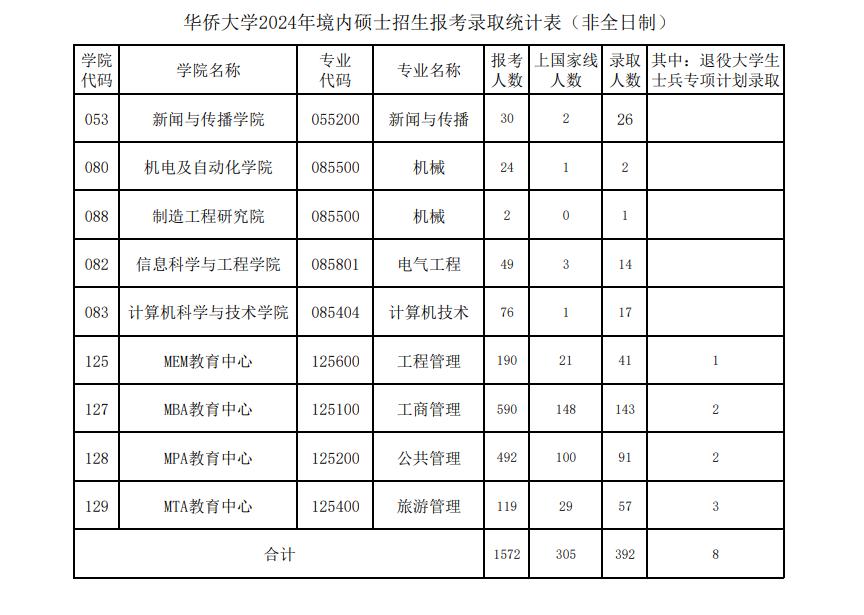 华侨大学2024年境内硕士招生报考录取统计表（非全日制）
学院代码 学院名称 专业代码 专业名称 报考人数 上国家线人数 录取人数 其中：退役大学生士兵专项计划录取
053 新闻与传播学院 055200 新闻与传播 30 2 26
080 机电及自动化学院 085500 机械 24 1 2
088 制造工程研究院 085500 机械 2 0 1
082 信息科学与工程学院 085801 电气工程 49 3 14
083 计算机科学与技术学院 085404 计算机技术 76 1 17
125 MEM教育中心 125600 工程管理 190 21 41 1
127 MBA教育中心 125100 工商管理 590 148 143 2
128 MPA教育中心 125200 公共管理 492 100 91 2
129 MTA教育中心 125400 旅游管理 119 29 57 3
合计 1572 305 392 8